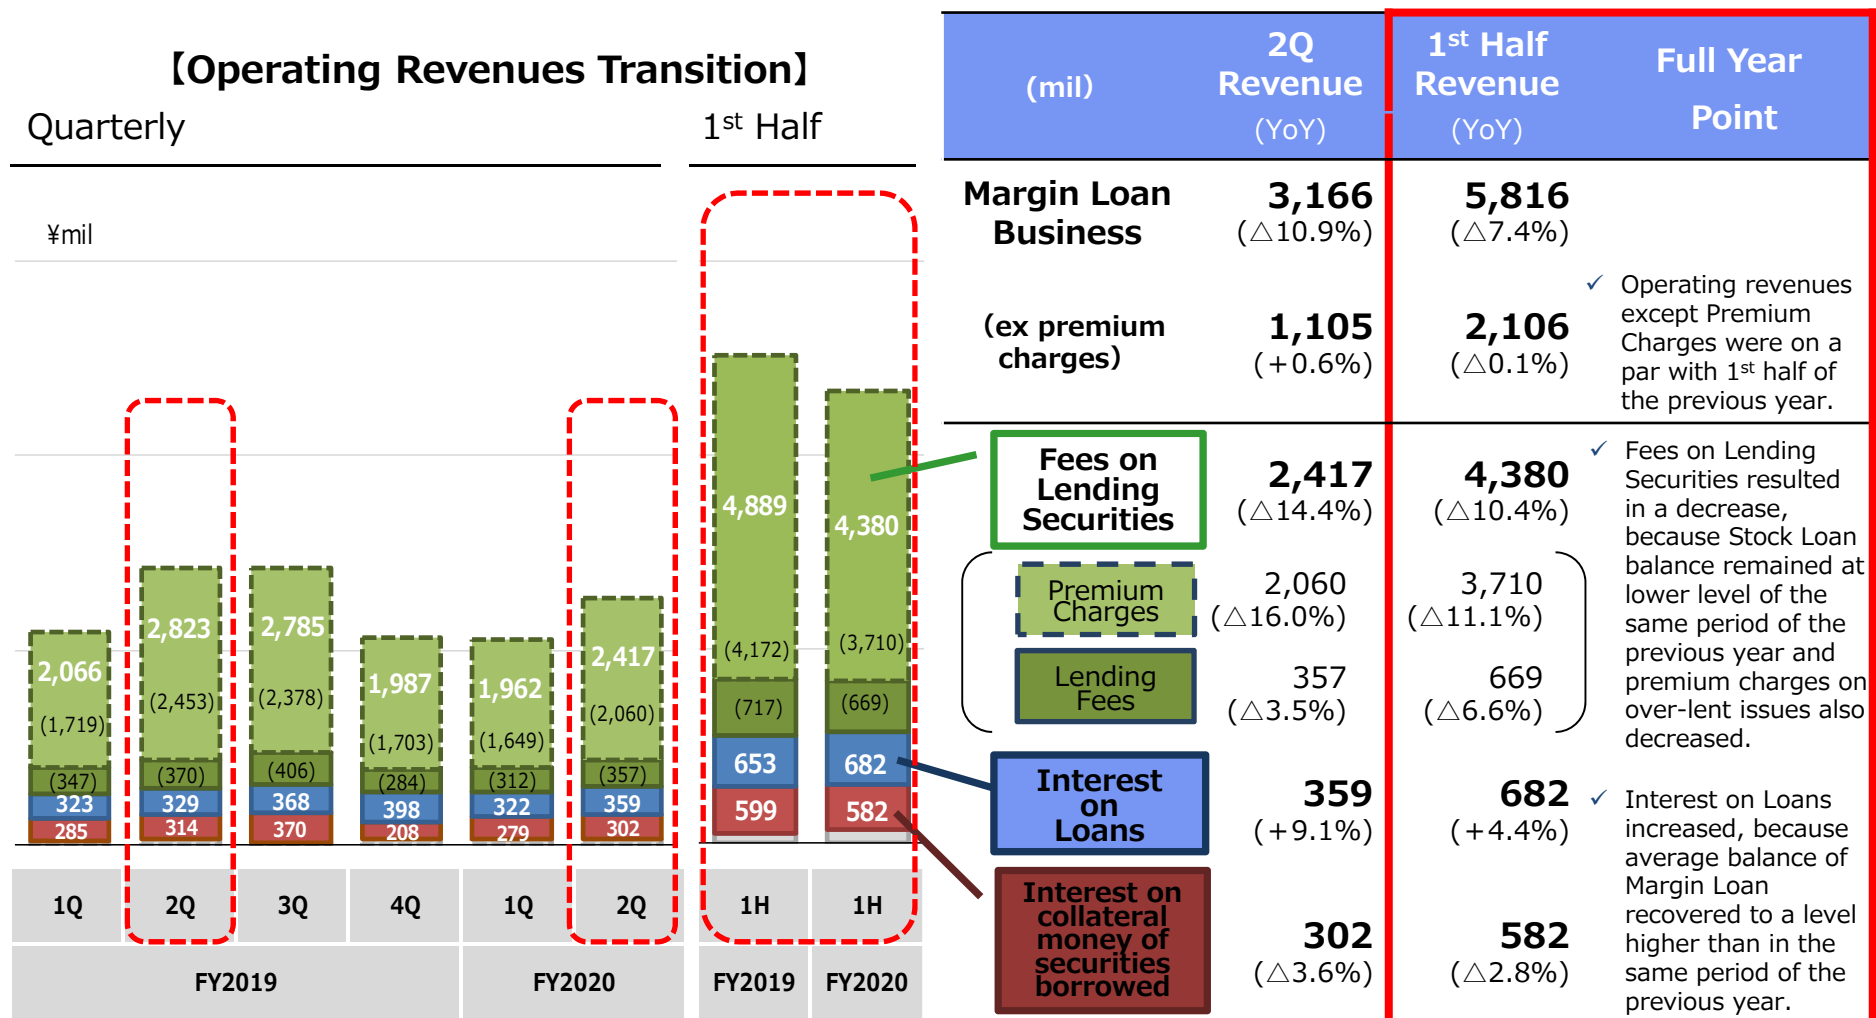 【Operating Revenues Transition】
Quarterly
1st Half
¥mil
2,066
(1,719)
(347)
323
285
2,823
(2,453)
(370)
329
314
2,785
(2,378)
(406)
368
370
1,987
(1,703)
(284)
398
208
1,962
(1,649)
(312)
322
279
2,417
(2,060)
(357)
359
302
4,889
(4,172)
(717)
653
599
4,380
(3,710)
(669)
682
582
1Q 2Q 3Q 4Q 1Q 2Q 1H 1H
FY2019 FY2020 FY2019 FY2020
(mil)
2Q
Revenue
(YoY)
1st Half
Revenue
(YoY)
Full Year
Point
Margin Loan
Business
3,166
(△10.9%)
5,816
(△7.4%)
(ex premium
charges)
1,105
(+0.6%)
2,106
(△0.1%)
✓ Operating revenues
except Premium
Charges were on a
par with 1st half of
the previous year.
Fees on
Lending
Securities
2,417
(△14.4%)
4,380
(△10.4%)
Premium
Charges
2,060
(△16.0%)
3,710
(△11.1%)
Lending
Fees
357
(△3.5%)
669
(△6.6%)
✓ Fees on Lending
Securities resulted
in a decrease,
because Stock Loan
balance remained at
lower level of the
same period of the
previous year and
premium charges on
over-lent issues also
decreased.
Interest
on
Loans
359
(+9.1%)
682
(+4.4%)
✓ Interest on Loans
increased, because
average balance of
Margin Loan
recovered to a level
higher than in the
same period of the
previous year.
Interest on
collateral
money of
securities
borrowed
302
(△3.6%)
582
(△2.8%)